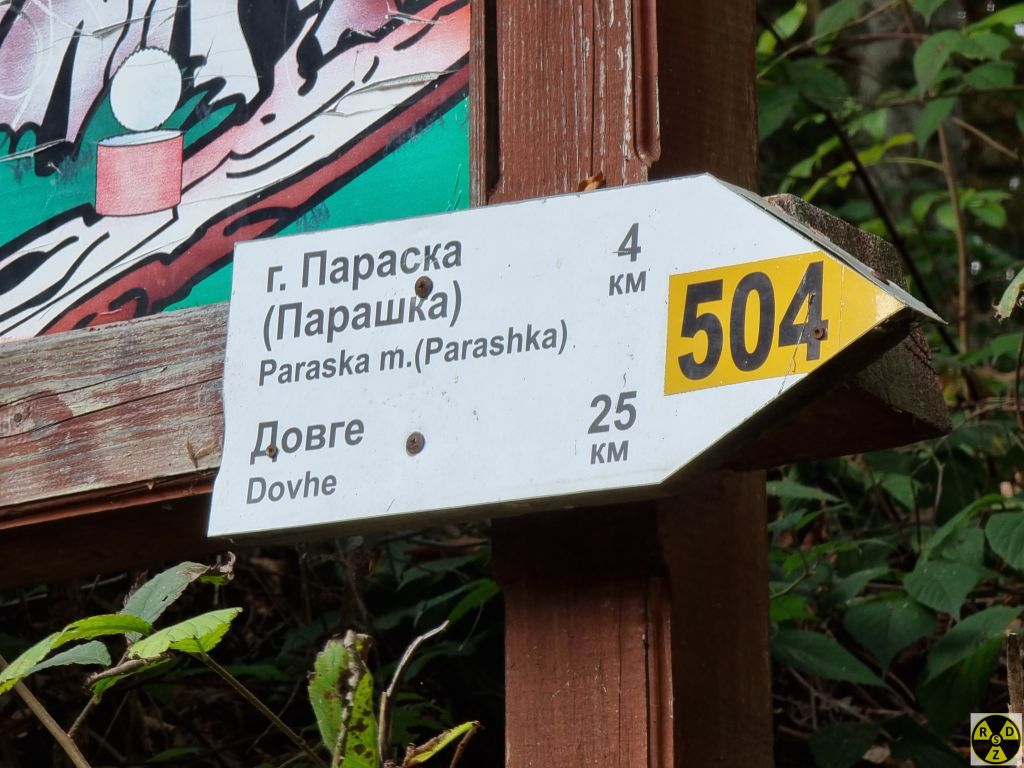 г. Параска
(Парашка)
Paraska m.(Parashka)
4
км
504
Довге
Dovhe
25
км
R D
S
Z